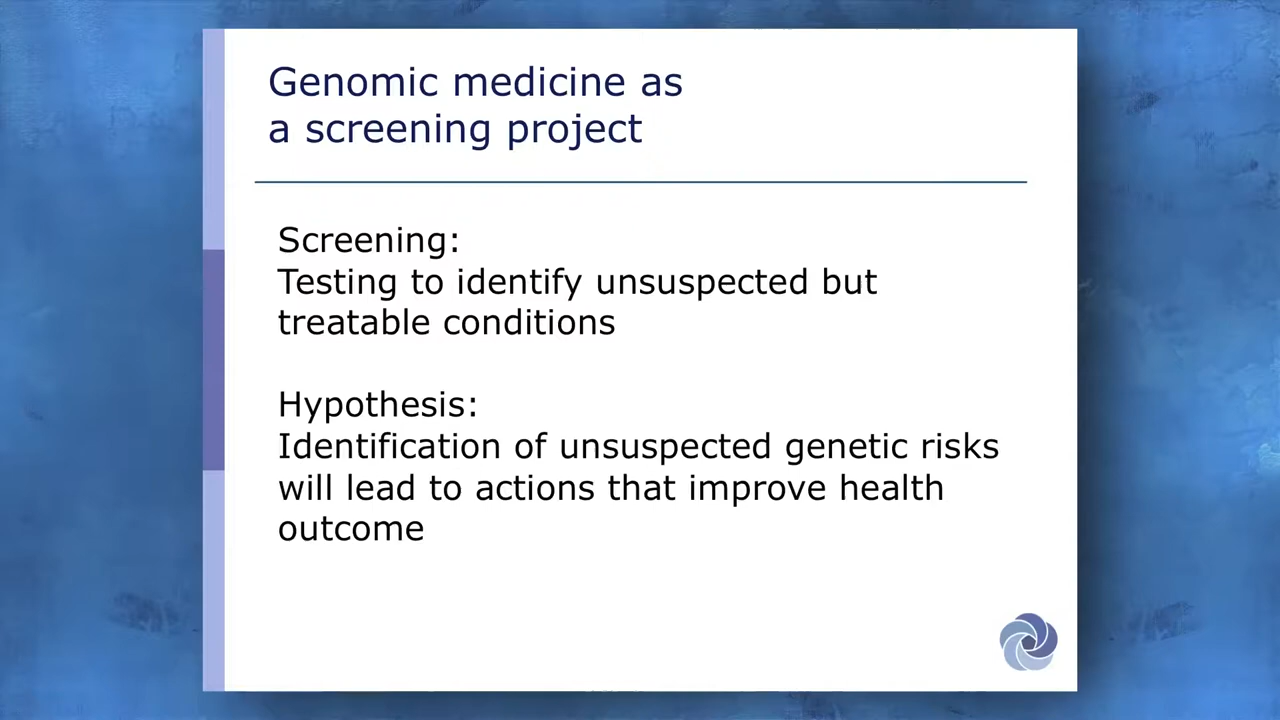 Genomic medicine as
a screening project
Screening:
Testing to identify unsuspected but
treatable conditions
Hypothesis:
Identification of unsuspected genetic risks
will lead to actions that improve health
outcome